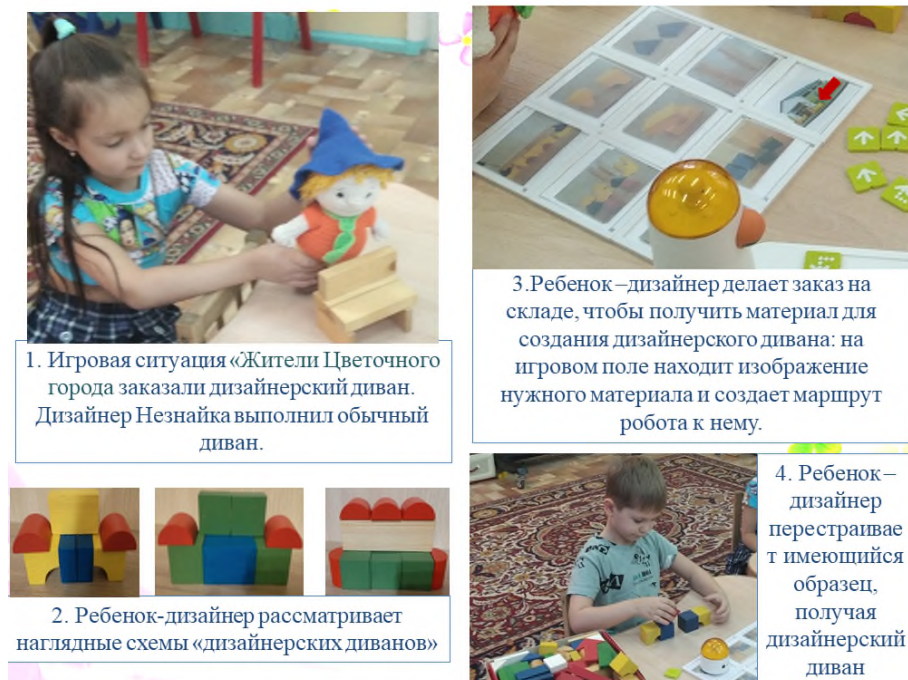 1. Игровая ситуация «Жители Цветочного
города заказали дизайнерский диван.
Дизайнер Незнайка выполнил обычный
диван.
2. Ребенок-дизайнер рассматривает
наглядные схемы «дизайнерских диванов»
3.Ребенок –дизайнер делает заказ на
складе, чтобы получить материал для
создания дизайнерского дивана: на
игровом поле находит изображение
нужного материала и создает маршрут
робота к нему.
4. Ребенок –
дизайнер
перестраивае
т имеющийся
образец,
получая
дизайнерский
диван